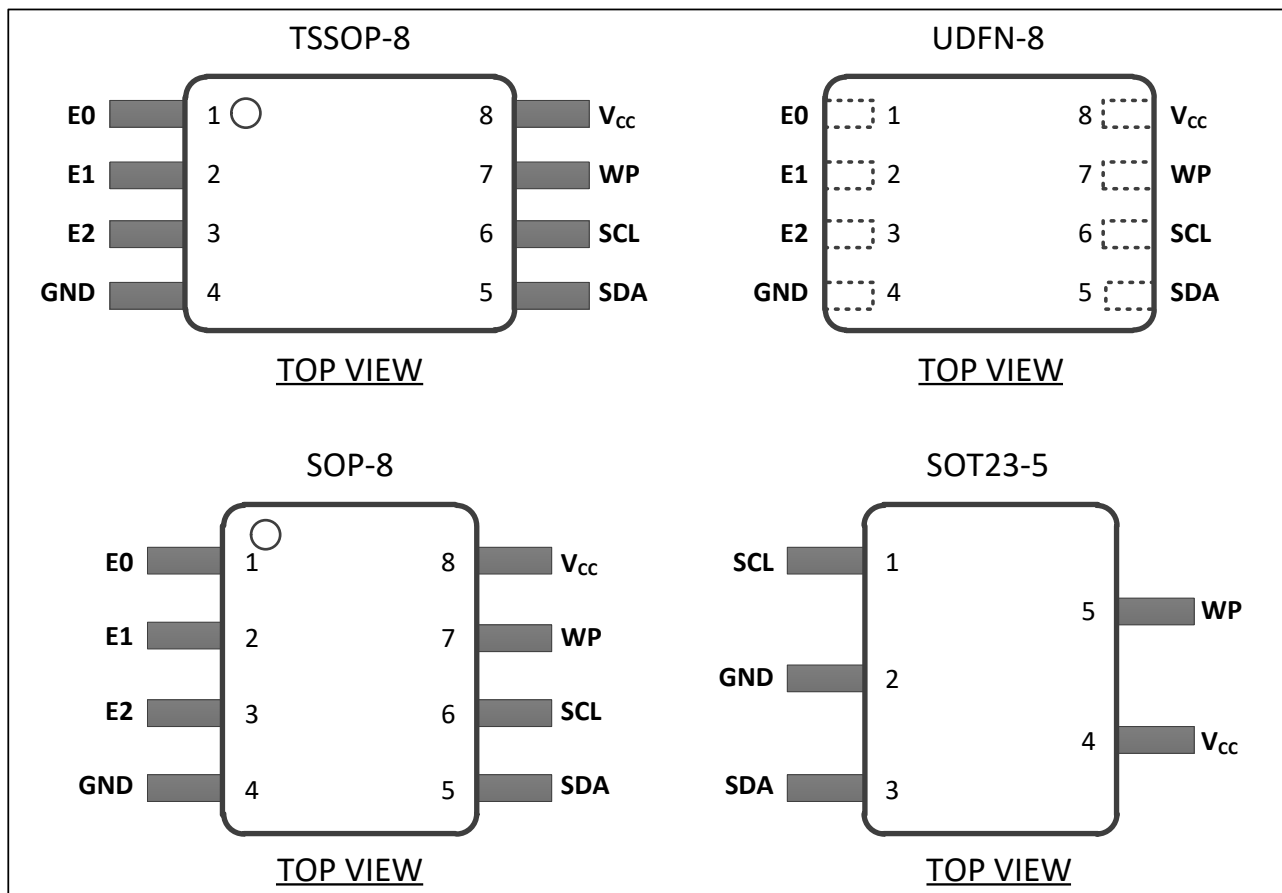 TSSOP-8
E0 1 8 VCC
E1 2 7 WP
E2 3 6 SCL
GND 4 5 SDA
TOP VIEW
UDFN-8
E0 1 8 VCC
E1 2 7 WP
E2 3 6 SCL
GND 4 5 SDA
TOP VIEW
SOP-8
E0 1 8 VCC
E1 2 7 WP
E2 3 6 SCL
GND 4 5 SDA
TOP VIEW
SOT23-5
SCL 1
5 WP
GND 2
4 VCC
SDA 3
TOP VIEW